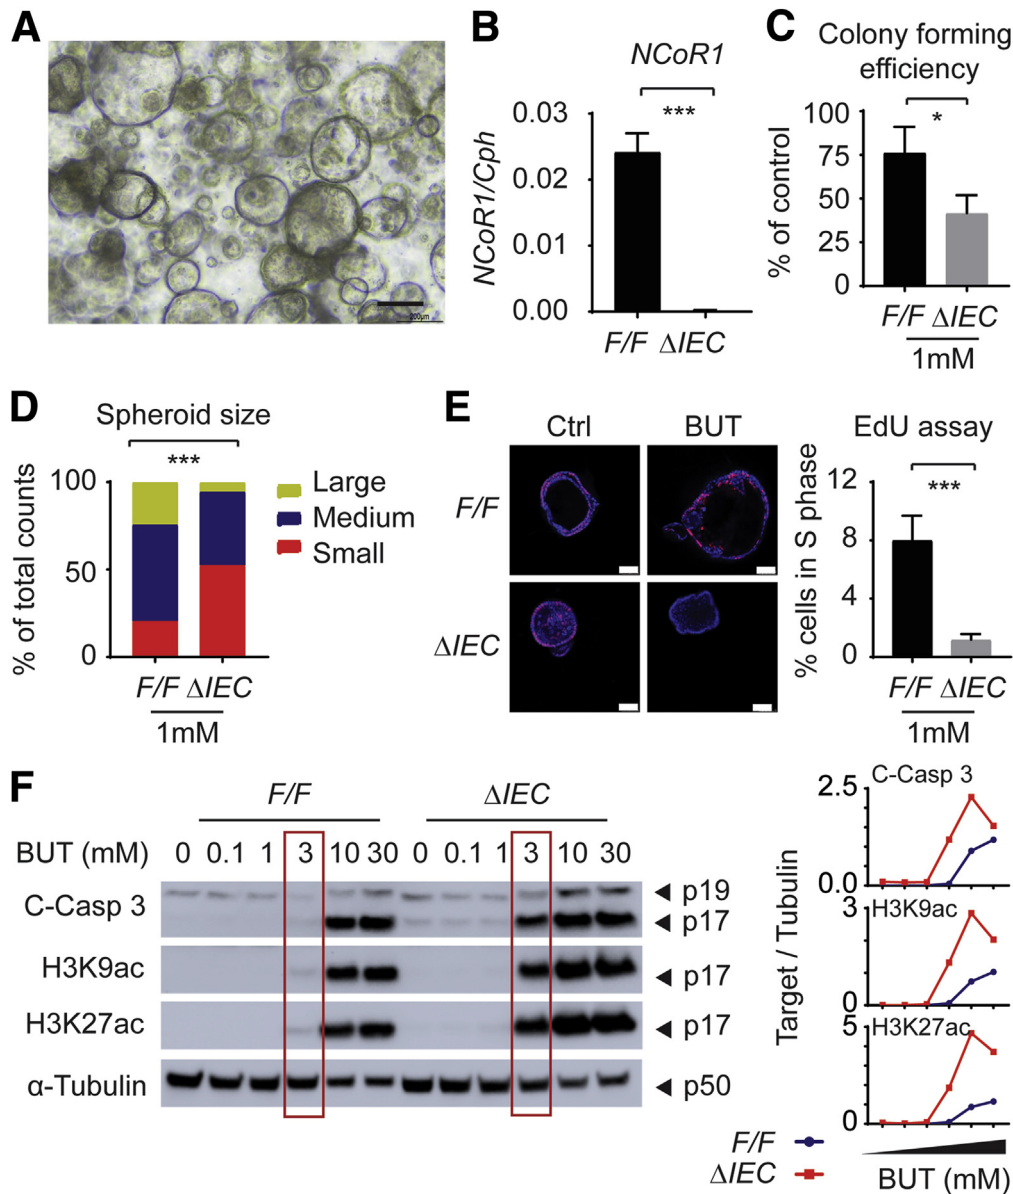 A
200µm
B
NCoR1
***
NCoR1/Cph
0.03
0.02
0.01
0.00
F/F ΔIEC
C
Colony forming
efficiency
*
% of control
100
75
50
25
0
F/F ΔIEC
1mM
D
Spheroid size
***
% of total counts
100
50
0
Large
Medium
Small
F/F ΔIEC
1mM
E
Ctrl
BUT
F/F
ΔIEC
EdU assay
***
% cells in S phase
12
8
4
0
F/F ΔIEC
1mM
F
F/F
ΔIEC
BUT (mM) 0 0.1 1 3 10 30 0 0.1 1 3 10 30
C-Casp 3
p19
p17
H3K9ac
p17
H3K27ac
p17
α-Tubulin
p50
Target / Tubulin
C-Casp 3
2.5
0.0
H3K9ac
3
0
H3K27ac
5
0
F/F
ΔIEC
BUT (mM)